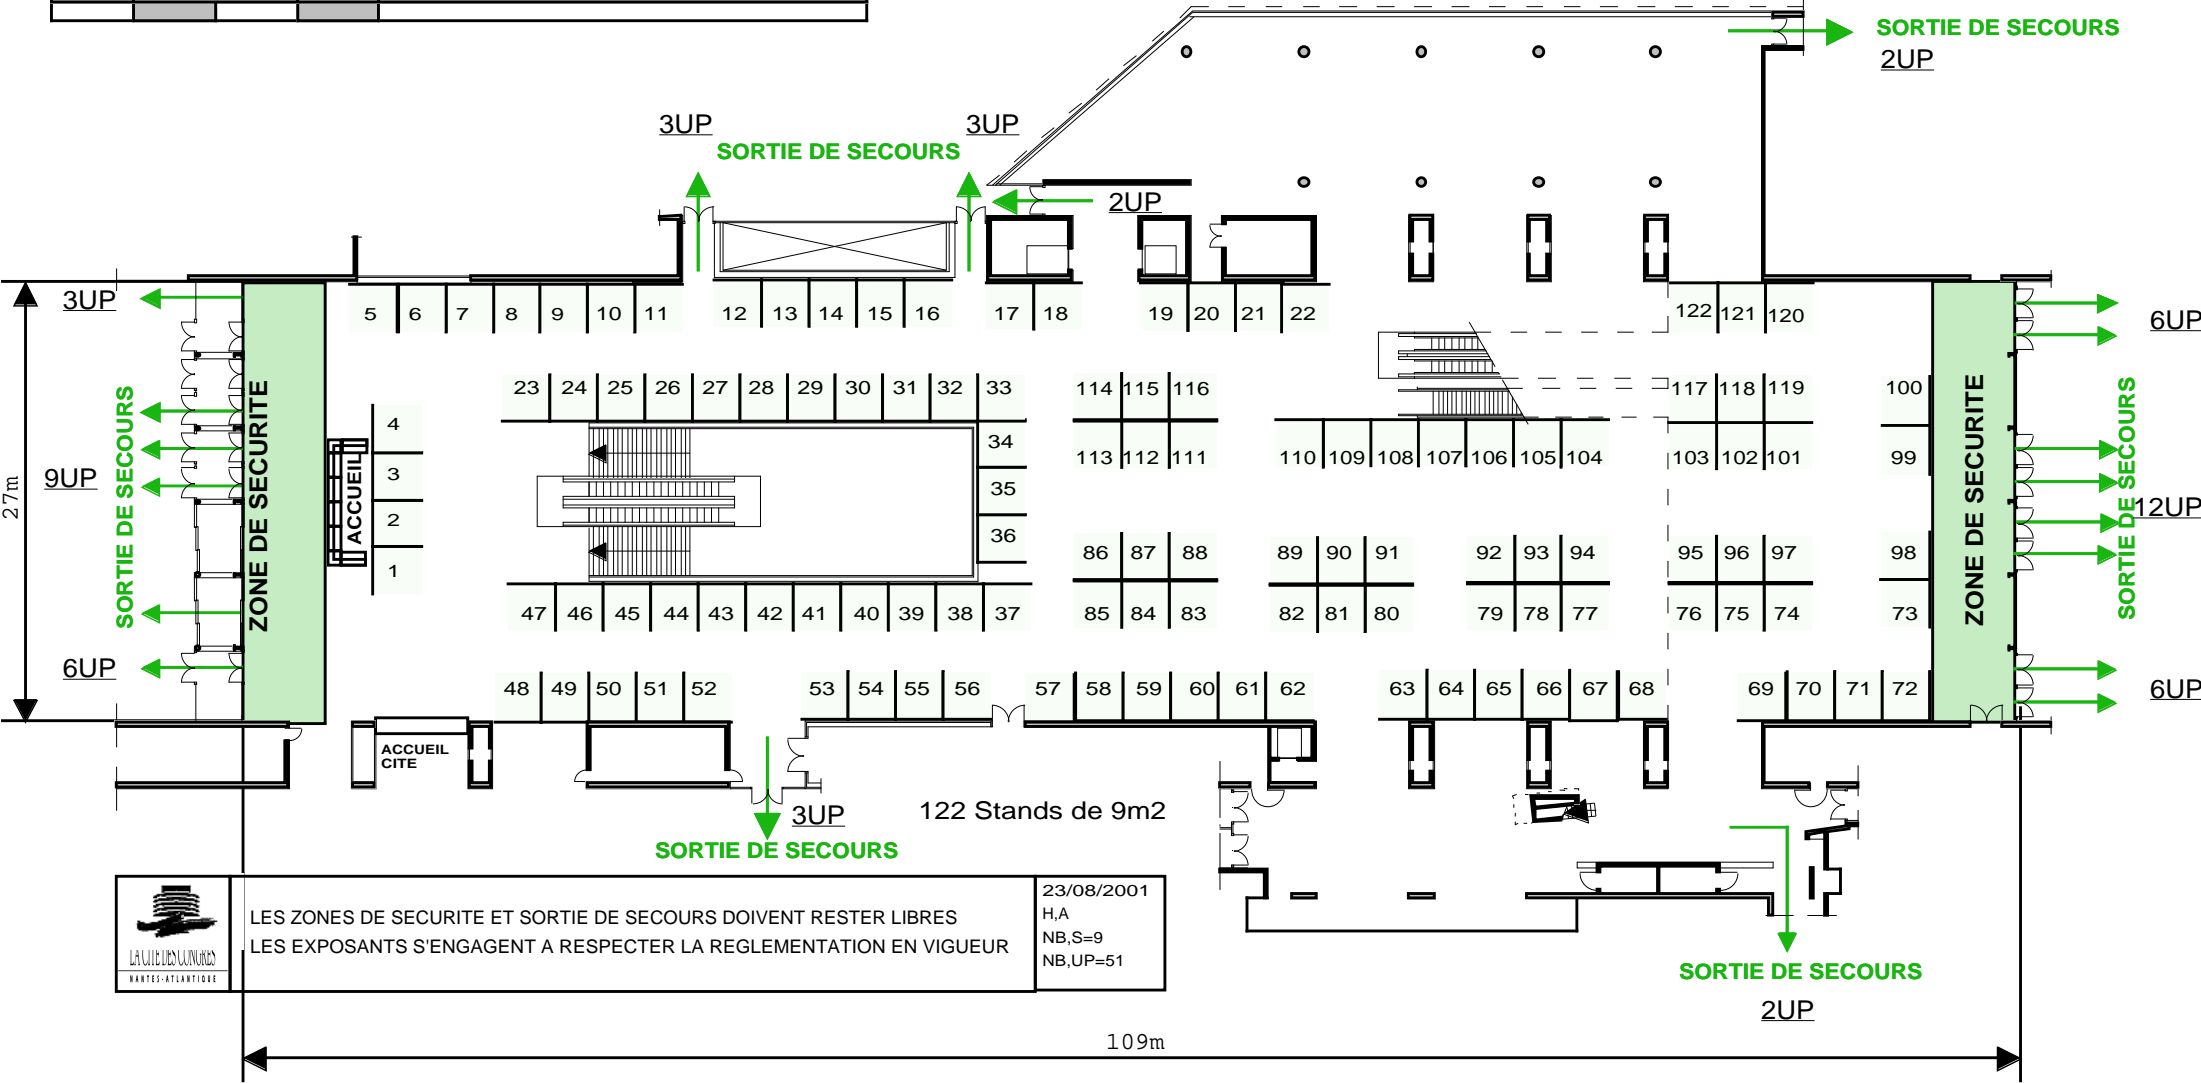 SORTIE DE SECOURS
2UP
3UP
3UP
SORTIE DE SECOURS
2UP
3UP
5 6 7 8 9 10 11 12 13 14 15 16 17 18 19 20 21 22 122 121 120
6UP
23 24 25 26 27 28 29 30 31 32 33 114 115 116 117 118 119 100
4 34
113 112 111 110 109 108 107 106 105 104 103 102 101 99
3 35
2 36
1
ACCUEIL
ZONE DE SECURITE
SORTIE DE SECOURS
9UP
27m
6UP
86 87 88 89 90 91 92 93 94 95 96 97 98
47 46 45 44 43 42 41 40 39 38 37 85 84 83 82 81 80 79 78 77 76 75 74 73
ZONE DE SECURITE
SORTIE DE SECOURS
12UP
6UP
48 49 50 51 52 53 54 55 56 57 58 59 60 61 62 63 64 65 66 67 68 69 70 71 72
ACCUEIL
CITE
3UP
SORTIE DE SECOURS
122 Stands de 9m2
LA CITE DES CONGRES
NANTES-ATLANTIQUE
LES ZONES DE SECURITE ET SORTIE DE SECOURS DOIVENT RESTER LIBRES
LES EXPOSANTS S'ENGAGENT A RESPECTER LA REGLEMENTATION EN VIGUEUR
23/08/2001
H,A
NB,S=9
NB,UP=51
SORTIE DE SECOURS
2UP
109m